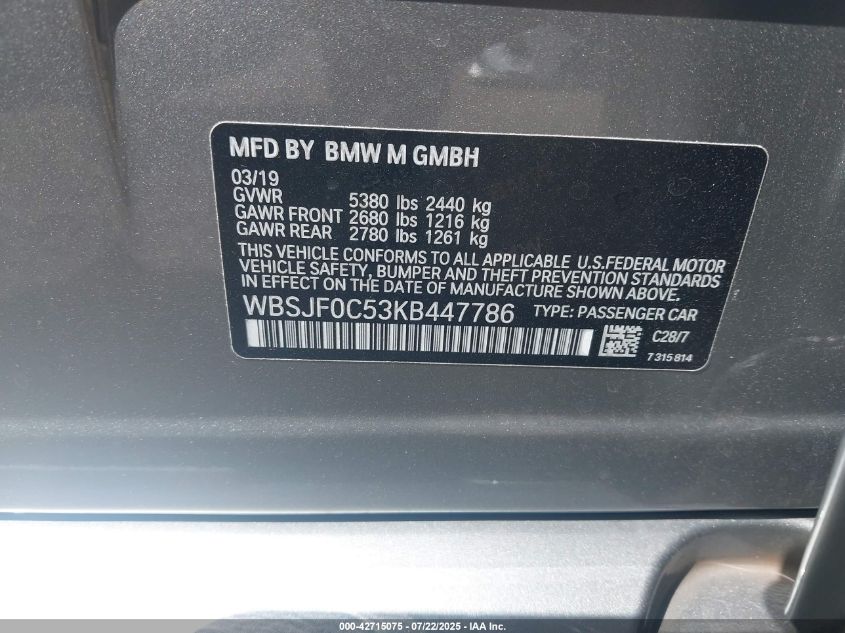 MFD BY BMW M GMBH
03/19
GVWR 5380 lbs 2440 kg
GAWR FRONT 2680 lbs 1216 kg
GAWR REAR 2780 lbs 1261 kg
THIS VEHICLE CONFORMS TO ALL APPLICABLE U.S.FEDERAL MOTOR
VEHICLE SAFETY, BUMPER AND THEFT PREVENTION STANDARDS
IN EFFECT ON THE DATE OF MANUFACTURE SHOWN ABOVE.
WBSJF0C53KB447786 TYPE: PASSENGER CAR
C28/7
7315814
000-42715075 - 07/22/2025 - IAA Inc.